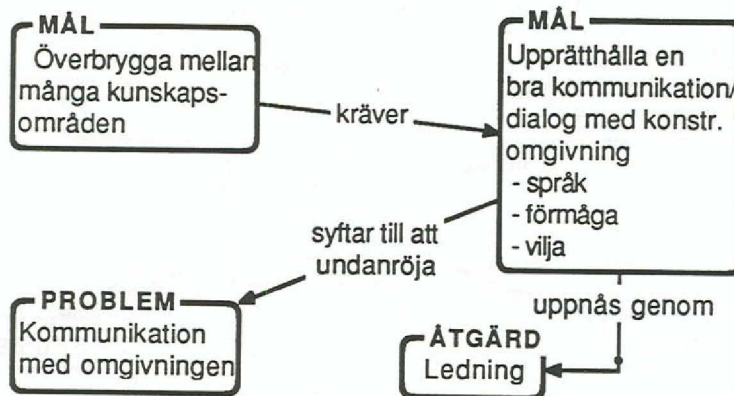 MÅL
Överbrygga mellan
många kunskaps-
områden
kräver
MÅL
Upprätthålla en
bra kommunikation/
dialog med konstr.
omgivning
- språk
- förmåga
- vilja
syftar till att
undanröja
PROBLEM
Kommunikation
med omgivningen
uppnås genom
ÅTGÄRD
Ledning